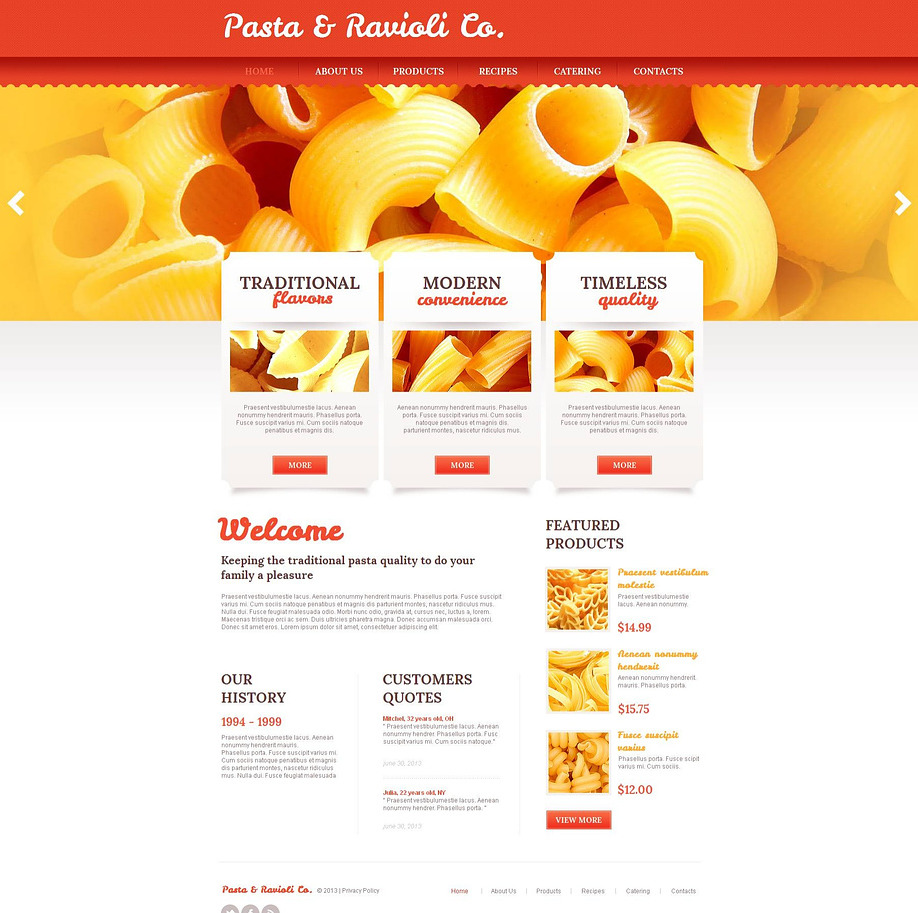 Pasta & Ravioli Co.
HOME ABOUT US PRODUCTS RECIPES CATERING CONTACTS
TRADITIONAL
flavors
Praesent vestibulumestie lacus. Aenean
nonummy hendrerit mauris. Phasellus porta.
Fusce suscipit varius mi. Cum sociis natoque
penatibus et magnis dis.
MORE
MODERN
convenience
Aenean nonummy hendrerit mauris. Phasellus
porta. Fusce suscipit varius mi. Cum sociis
natoque penatibus et magnis dis.
parturient montes, nascetur ridiculus mus.
MORE
TIMELESS
quality
Praesent vestibulumestie lacus. Aenean
nonummy hendrerit mauris. Phasellus porta.
Fusce suscipit varius mi. Cum sociis natoque
penatibus et magnis dis.
MORE
Welcome
Keeping the traditional pasta quality to do your
family a pleasure
Praesent vestibulumestie lacus. Aenean nonummy hendrerit mauris. Phasellus porta. Fusce suscipit
varius mi. Cum sociis natoque penatibus et magnis dis parturient montes, nascetur ridiculus mus.
Nulla dui. Fusce feugiat malesuada odio. Morbi nunc odio, gravida at, cursus nec, luctus a, lorem.
Maecenas tristique orci ac sem. Duis ultricies pharetra magna. Donec accumsan malesuada orci.
Donec sit amet eros. Lorem ipsum dolor sit amet, consectetuer adipiscing elit.
OUR
HISTORY
1994 – 1999
Praesent vestibulumestie lacus. Aenean
nonummy hendrerit mauris.
Phasellus porta. Fusce suscipit varius mi.
Cum sociis natoque penatibus et magnis
dis parturient montes, nascetur ridiculus
mus. Nulla dui. Fusce feugiat malesuada
CUSTOMERS
QUOTES
Mitchel, 32 years old, OH
" Praesent vestibulumestie lacus. Aenean
nonummy hendrer. Phasellus porta. Fusc
suscipit varius mi. Cum sociis natoque."
june 30, 2013
Julia, 22 years old, NY
" Praesent vestibulumestie lacus. Aenean
nonummy hendrer. Phasellus porta. "
june 30, 2013
FEATURED
PRODUCTS
Praesent vestibulum
molestie
Praesent vestibulumestie
lacus. Aenean nonummy.
$14.99
Aenean nonummy
hendrerit
Aenean nonummy hendrerit
mauris. Phasellus porta.
$15.75
Fusce suscipit
varius
Phasellus porta. Fusce scipit
varius mi. Cum sociis.
$12.00
VIEW MORE
Pasta & Ravioli Co. © 2013 | Privacy Policy
Home | About Us | Products | Recipes | Catering | Contacts